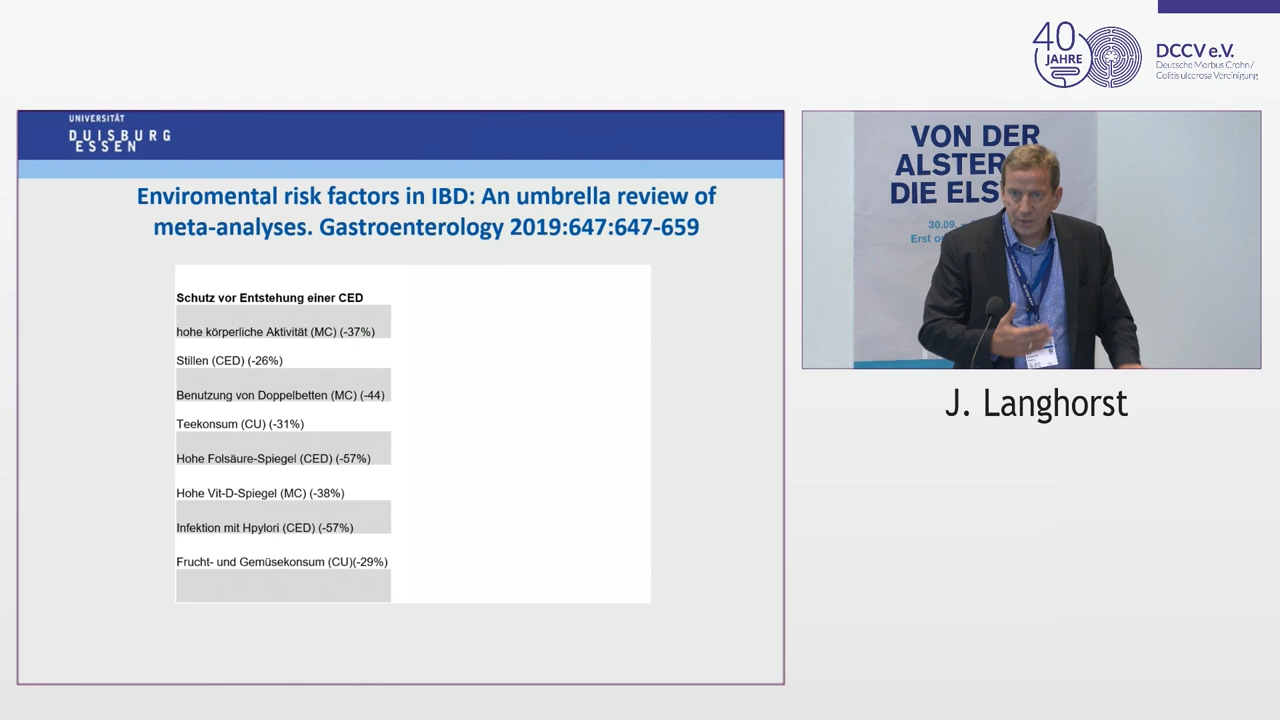 40
JAHRE
DCCV e.V.
Deutsche Morbus Crohn/
Colitis ulcerosa Vereinigung
UNIVERSITÄT
DUISBURG
ESSEN
Enviromental risk factors in IBD: An umbrella review of
meta-analyses. Gastroenterology 2019:647:647-659
Schutz vor Entstehung einer CED
hohe körperliche Aktivität (MC) (-37%)
Stillen (CED) (-26%)
Benutzung von Doppelbetten (MC) (-44)
Teekonsum (CU) (-31%)
Hohe Folsäure-Spiegel (CED) (-57%)
Hohe Vit-D-Spiegel (MC) (-38%)
Infektion mit Hpylori (CED) (-57%)
Frucht- und Gemüsekonsum (CU)(-29%)
VON DER
ALSTER
DIE ELS
30.09.
Erst
J. Langhorst